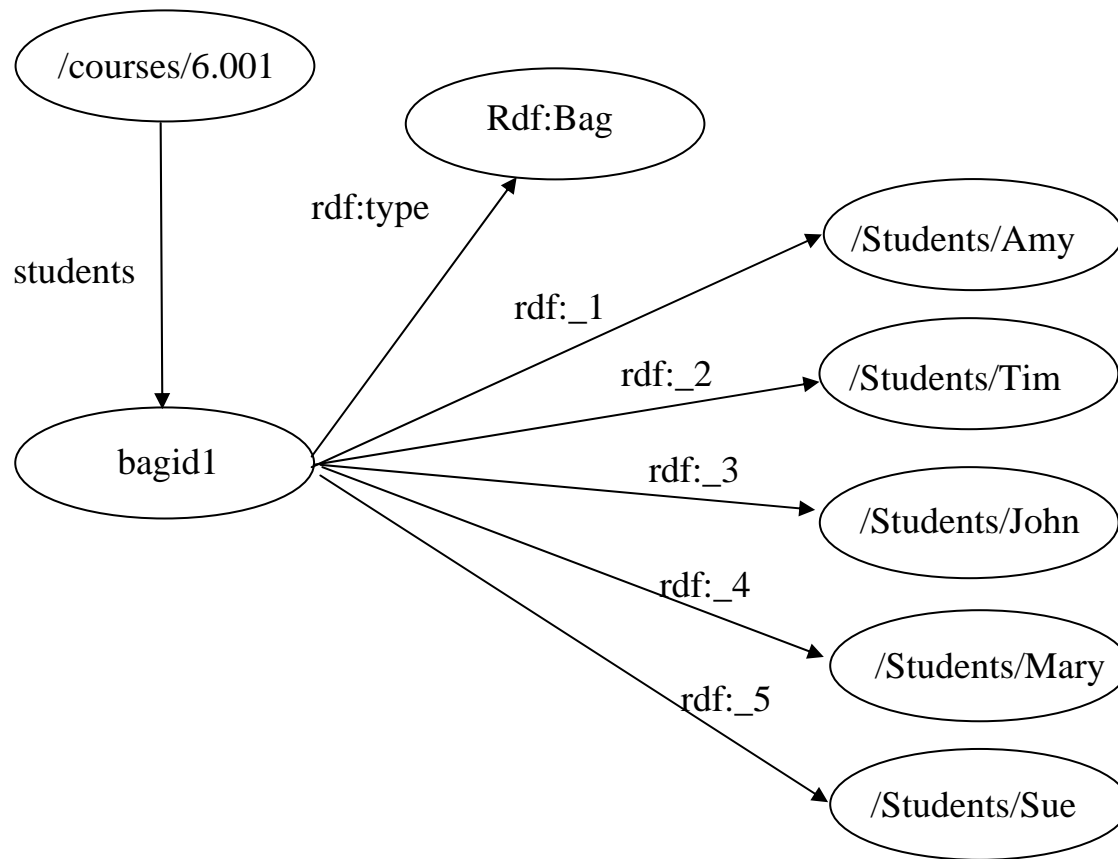 /courses/6.001
Rdf:Bag
rdf:type
/Students/Amy
students
rdf:_1
rdf:_2
/Students/Tim
bagid1
rdf:_3
/Students/John
rdf:_4
/Students/Mary
rdf:_5
/Students/Sue